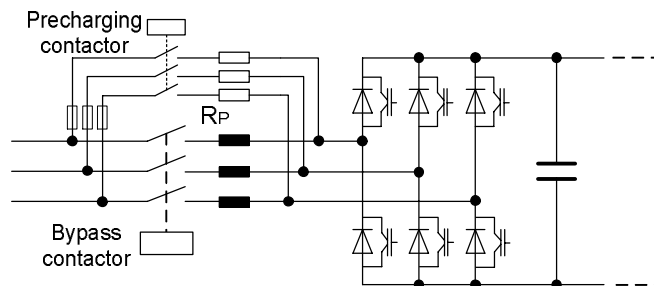 Precharging
contactor
RP
Bypass
contactor